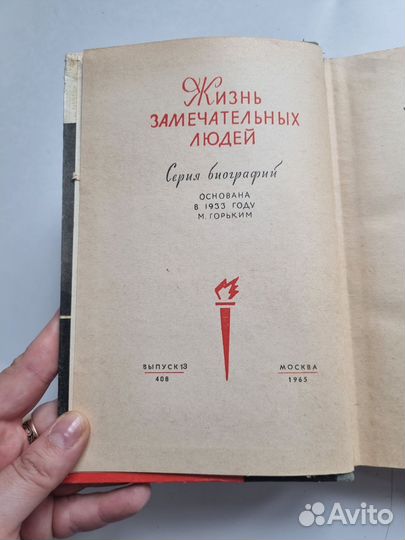 Жизнь
ЗАМЕЧАТЕЛЬНЫХ
ЛЮДЕЙ
Серия биографий
ОСНОВАНА
В 1933 ГОДУ
М. ГОРЬКИМ
ВЫПУСК 13
408
МОСКВА
1965
Avito